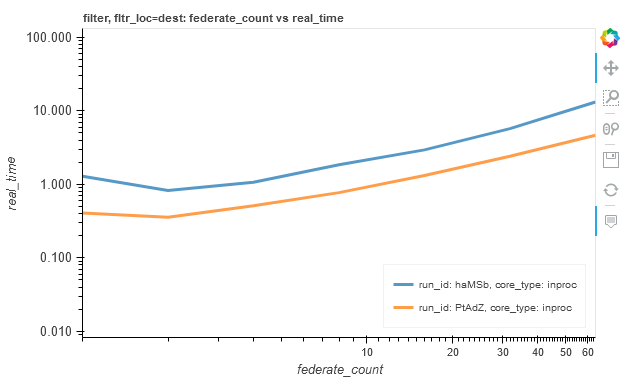 filter, fltr_loc=dest: federate_count vs real_time
100.000
10.000
1.000
0.100
0.010
real_time
run_id: haMSb, core_type: inproc
run_id: PtAdZ, core_type: inproc
10 20 30 40 50 60
federate_count